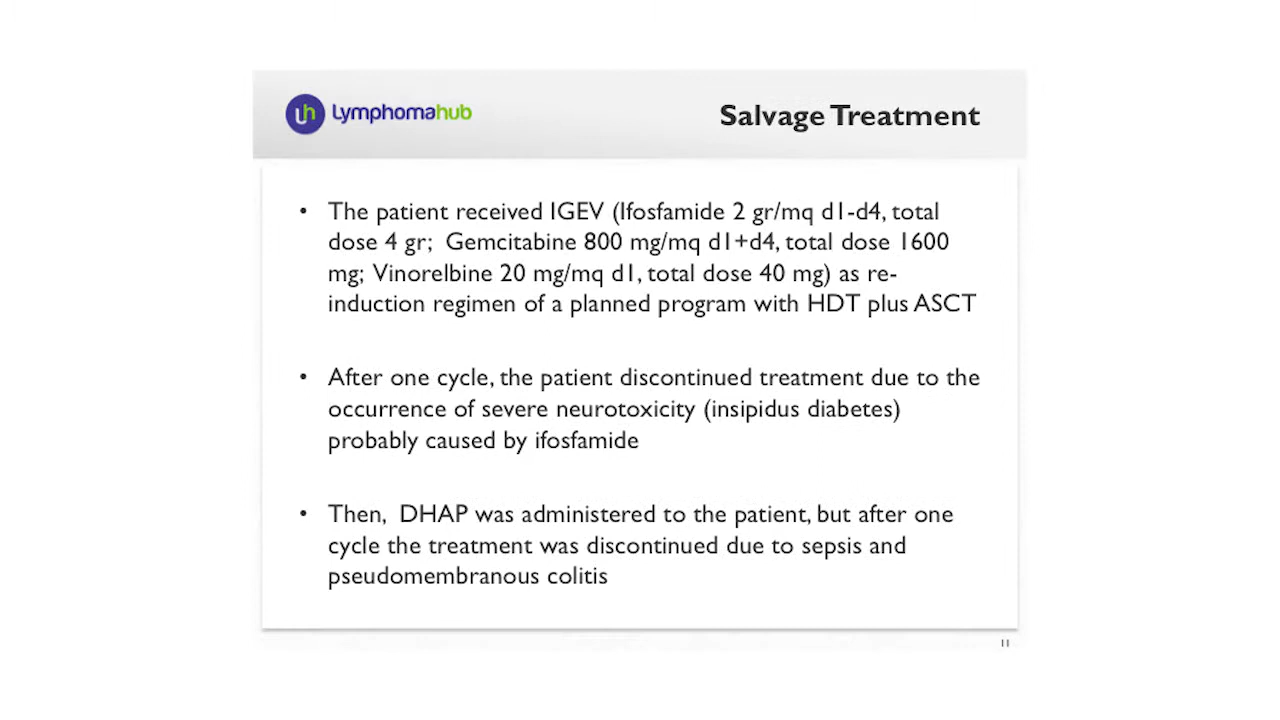 uh Lymphomahub
Salvage Treatment
• The patient received IGEV (Ifosfamide 2 gr/mq d1-d4, total
dose 4 gr;  Gemcitabine 800 mg/mq d1+d4, total dose 1600
mg; Vinorelbine 20 mg/mq d1, total dose 40 mg) as re-
induction regimen of a planned program with HDT plus ASCT
• After one cycle, the patient discontinued treatment due to the
occurrence of severe neurotoxicity (insipidus diabetes)
probably caused by ifosfamide
• Then,  DHAP was administered to the patient, but after one
cycle the treatment was discontinued due to sepsis and
pseudomembranous colitis
11